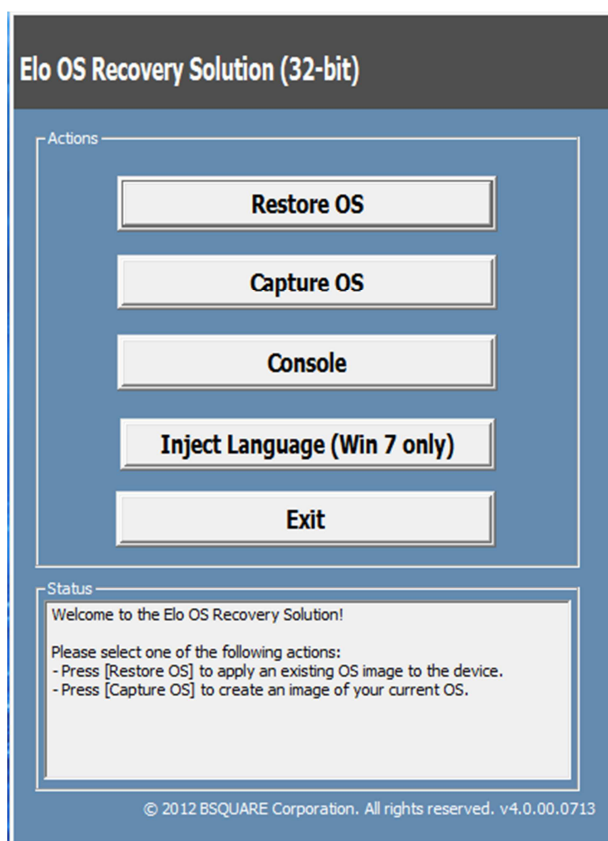 Elo OS Recovery Solution (32-bit)
Actions
Restore OS
Capture OS
Console
Inject Language (Win 7 only)
Exit
Status
Welcome to the Elo OS Recovery Solution!
Please select one of the following actions:
- Press [Restore OS] to apply an existing OS image to the device.
- Press [Capture OS] to create an image of your current OS.
© 2012 BSQUARE Corporation. All rights reserved. v4.0.00.0713